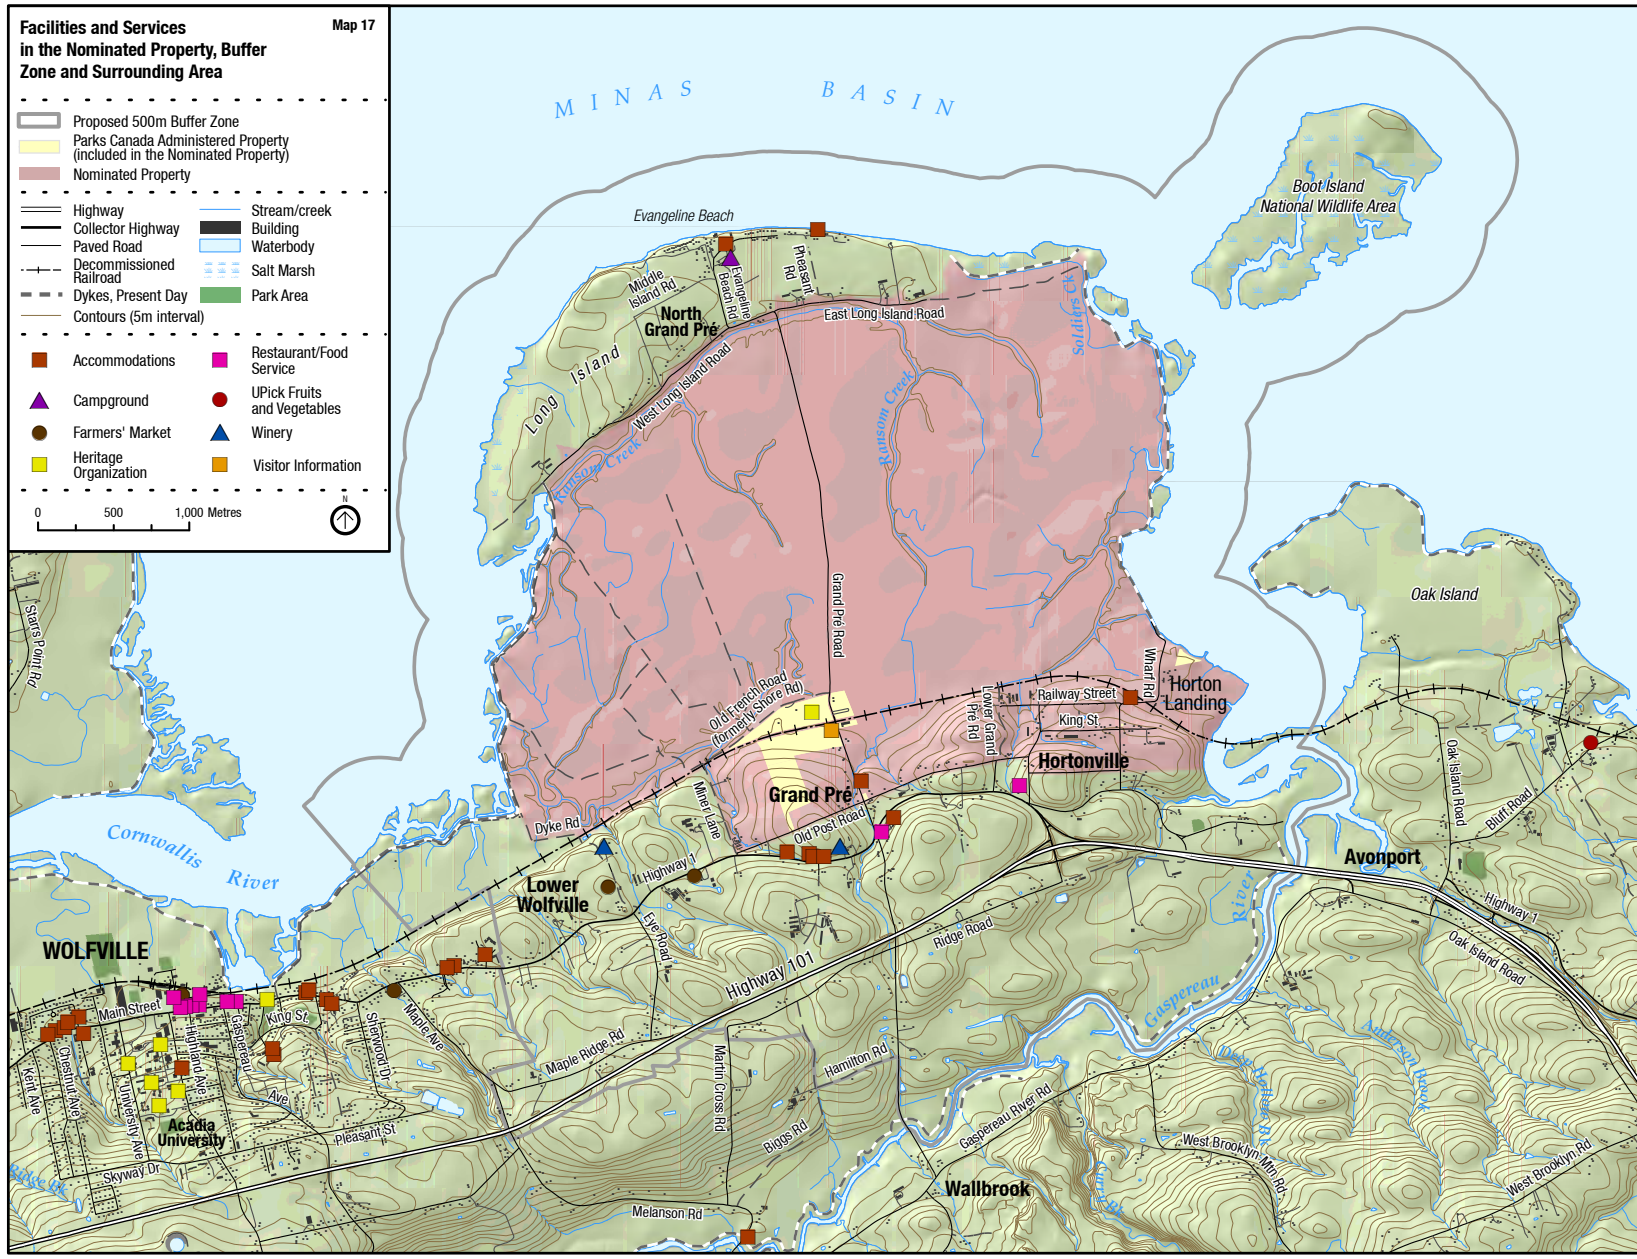 Facilities and Services
in the Nominated Property, Buffer
Zone and Surrounding Area
Map 17
Proposed 500m Buffer Zone
Parks Canada Administered Property
(included in the Nominated Property)
Nominated Property
Highway
Collector Highway
Paved Road
Decommissioned
Railroad
Dykes, Present Day
Contours (5m interval)
Stream/creek
Building
Waterbody
Salt Marsh
Park Area
Accommodations
Campground
Farmers' Market
Heritage
Organization
Restaurant/Food
Service
UPick Fruits
and Vegetables
Winery
Visitor Information
0 500 1,000 Metres
N
MINAS BASIN
Boot Island
National Wildlife Area
Evangeline Beach
Pheasant
Rd
Evangeline
Beach Rd
Middle
Island Rd
North
Grand Pré
East Long Island Road
Soldiers Ck
Long Island
West Long Island Road
Ransom Creek
Ransom Creek
Grand Pré Road
Oak Island
Starrs Point Rd
Old French Road
(formerly Shore Rd)
Lower Grand
Pré Rd
Railway Street
King St
Wharf Rd
Horton
Landing
Hortonville
Grand Pré
Old Post Road
Miner Lane
Dyke Rd
Highway 1
Oak Island Road
Bluff Road
Avonport
Highway 1
Oak Island Road
Cornwallis River
Lower
Wolfville
Eye Road
Ridge Road
Highway 101
Gaspereau River
WOLFVILLE
Main Street
King St
Gaspereau
Ave
Highland Ave
Sherwood Dr
Maple Ave
Maple Ridge Rd
Martin Cross Rd
Hamilton Rd
Biggs Rd
Kent Ave
Chestnut Ave
University Ave
Acadia
University
Pleasant St
Skyway Dr
Ridge Bk
Melanson Rd
Gaspereau River Rd
Wallbrook
Curry Bk
Anderson Brook
West Brooklyn Mtn Rd
West Brooklyn Rd